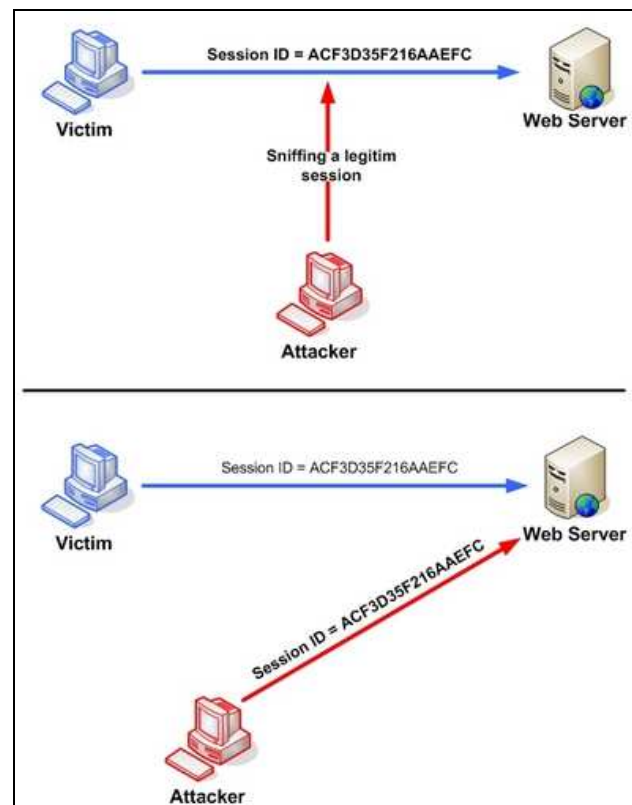 Session ID = ACF3D35F216AAEFC
Victim
Web Server
Sniffing a legitim
session
Attacker
Session ID = ACF3D35F216AAEFC
Victim
Web Server
Session ID = ACF3D35F216AAEFC
Attacker